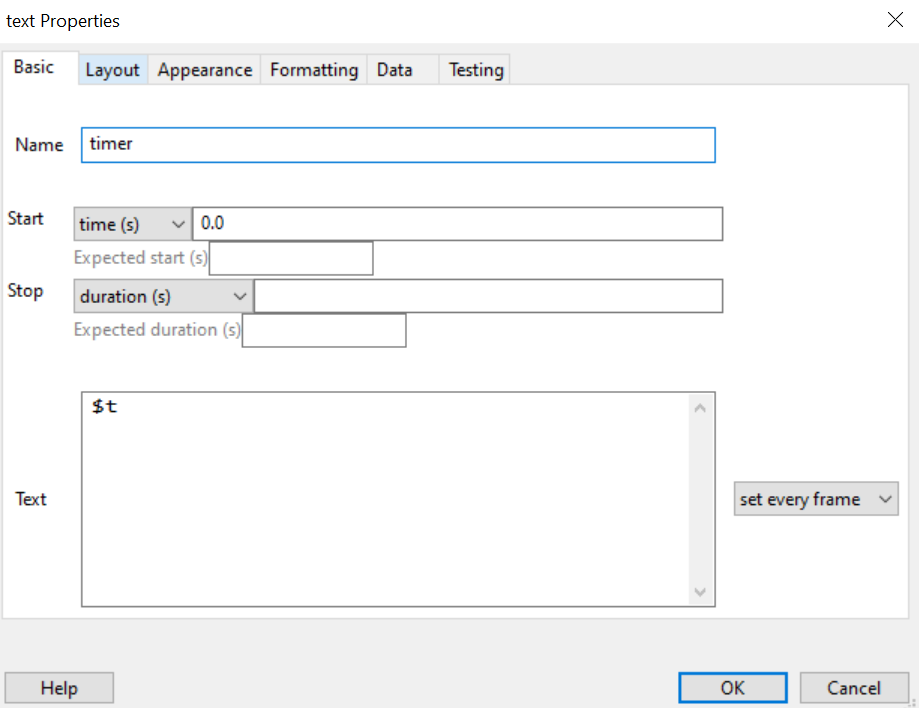 text Properties
Basic Layout Appearance Formatting Data Testing
Name timer
Start time (s) 0.0
Expected start (s)
Stop duration (s)
Expected duration (s)
$t
Text set every frame
Help OK Cancel